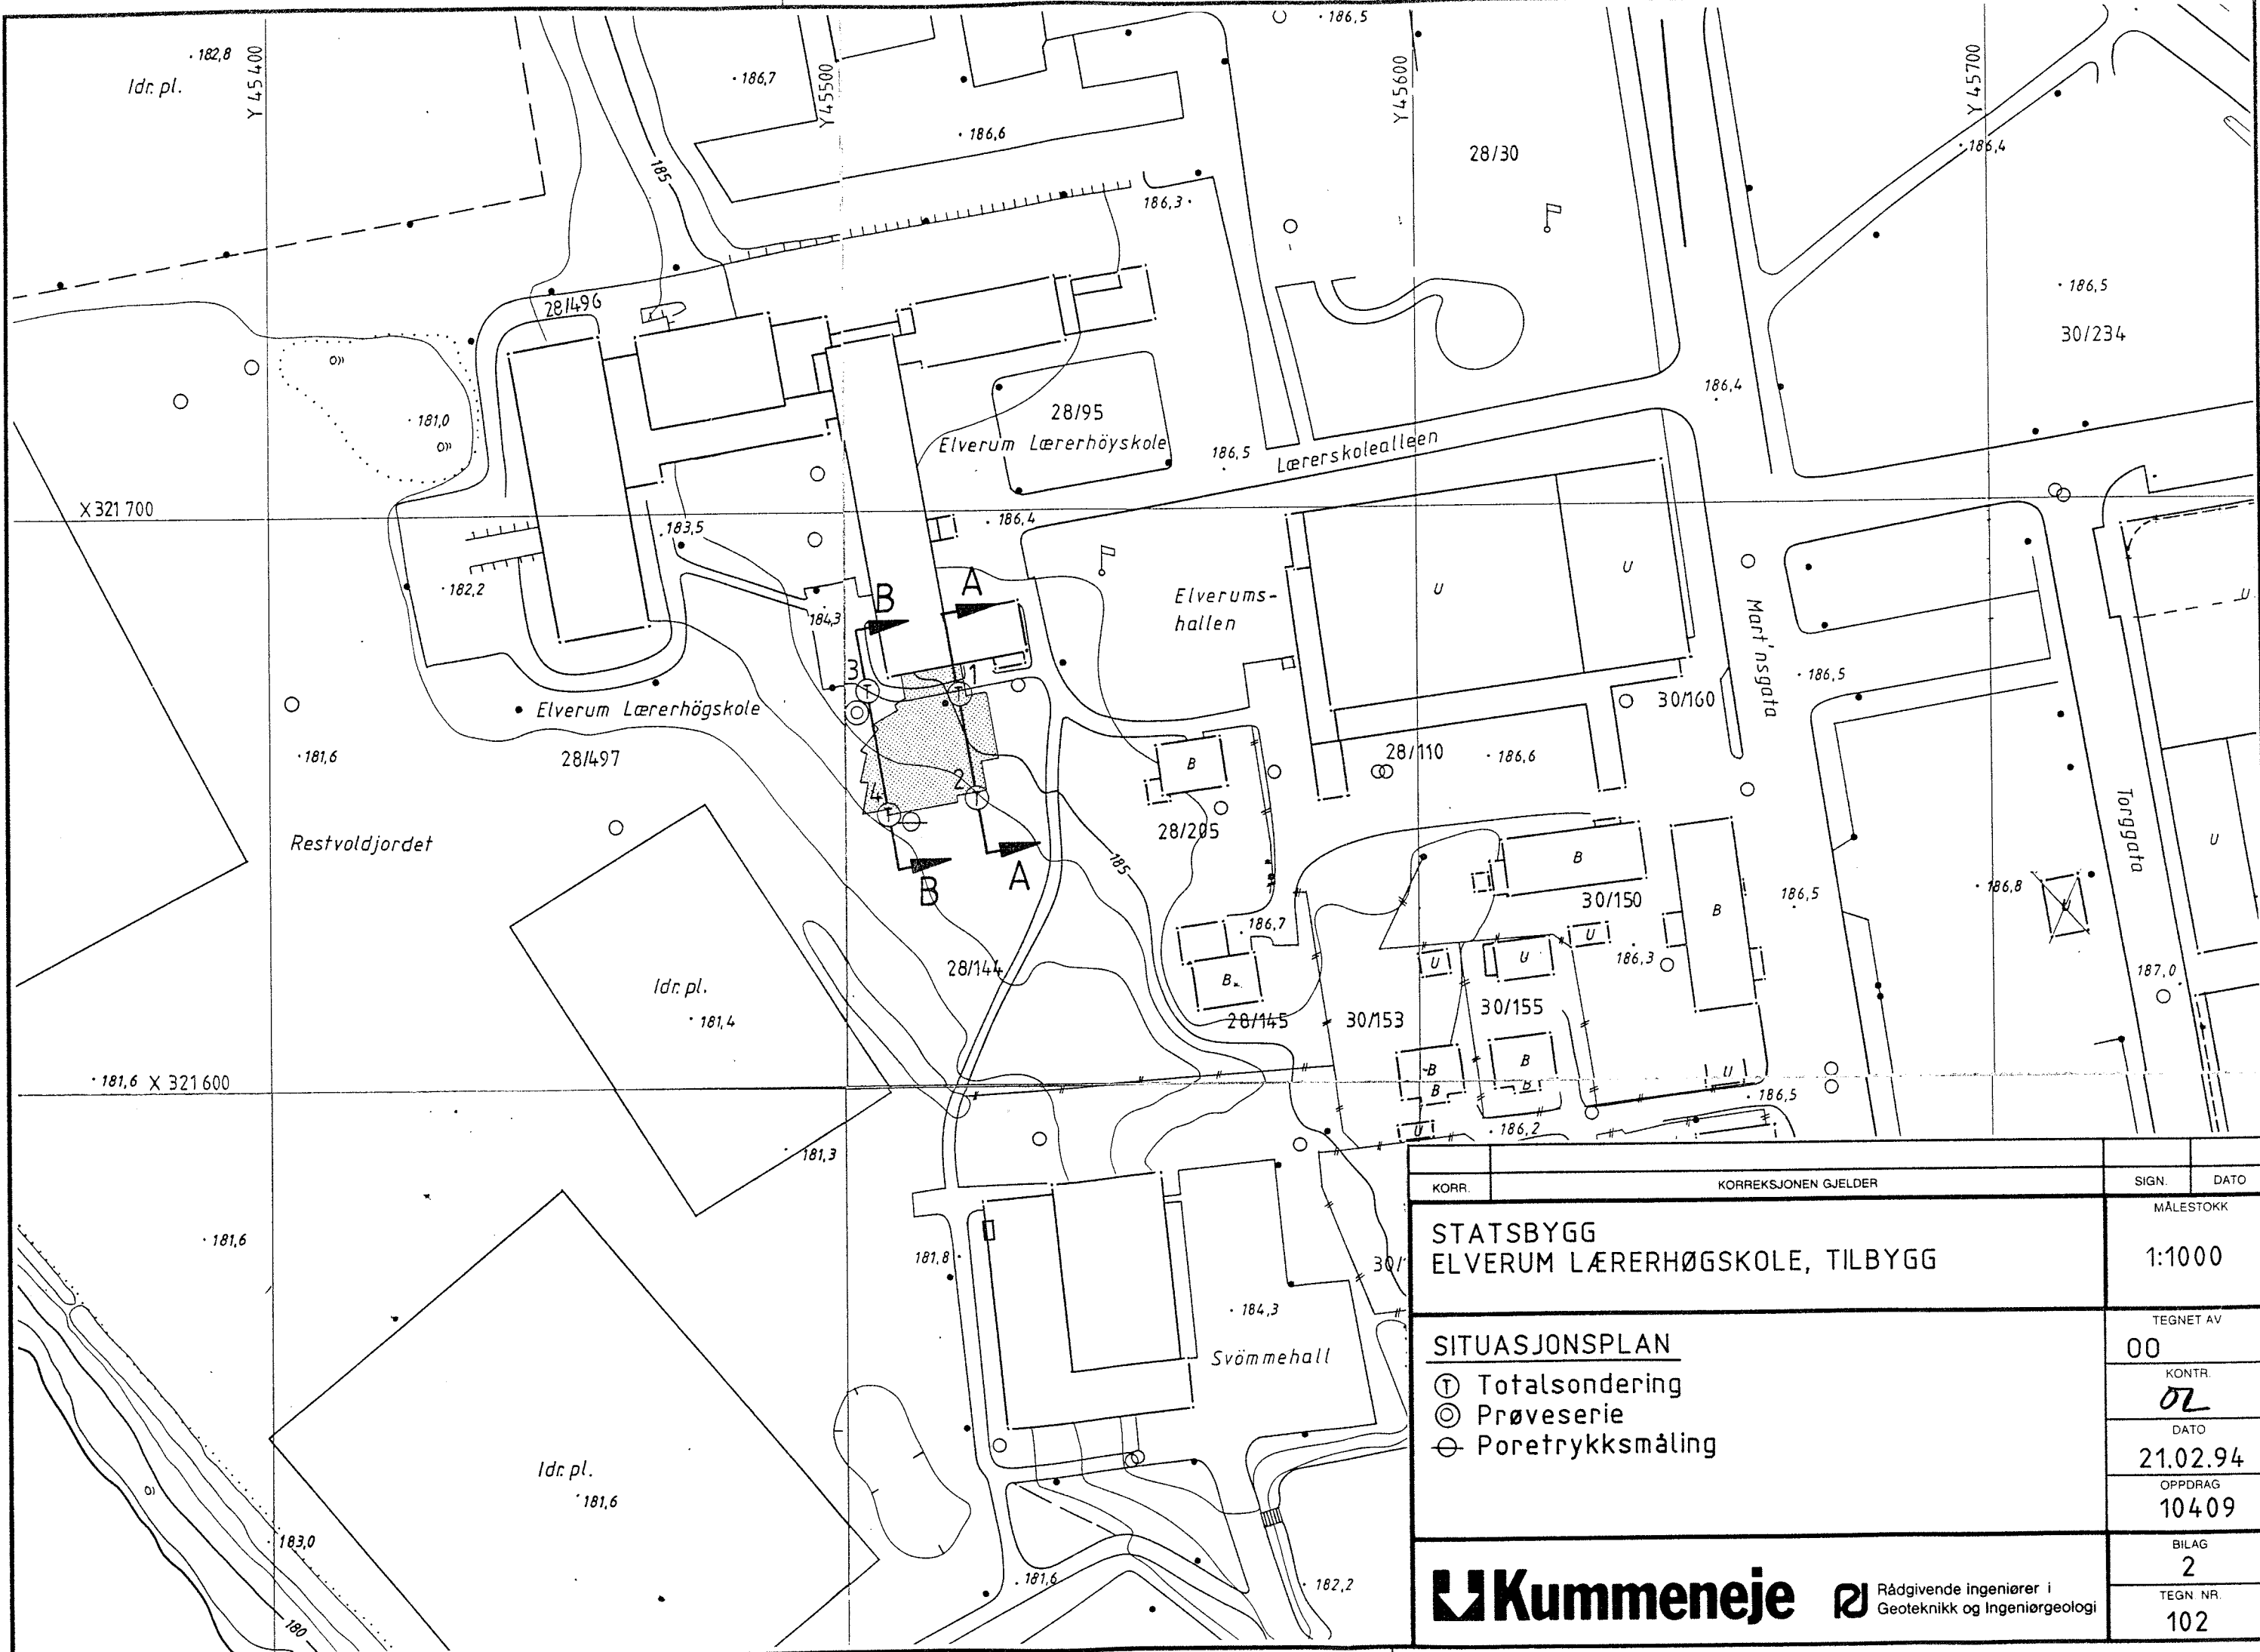 186,5
182,8
Idr. pl.
Y 45 400
186,7
Y 45500
Y 45600
Y 45700
186,6
28/30
186,4
185
186,3
186,5
28/496
30/234
186,4
181,0
28/95
Elverum Lærerhöyskole
186,5
Lærerskolealleen
X 321 700
183,5
186,4
182,2
184,3
B
A
Elverums-
hallen
U
U
U
Mart'nsgata
3
T
1
T
186,5
30/160
Elverum Lærerhögskole
181,6
28/497
28/110
186,6
B
4
T
2
T
28/205
Restvoldjordet
185
Torggata
U
B
A
B
30/150
B
186,5
186,8
U
186,7
28/144
Idr. pl.
181,4
B
U
U
U
186,3
187,0
28/145
30/153
30/155
B
B
B
B
U
181,6
X 321600
186,5
U
186,2
181,3
181,6
181,8
30/1
184,3
Svömmehall
Idr. pl.
181,6
183,0
180
181,6
182,2
KORR.
KORREKSJONEN GJELDER
SIGN.
DATO
STATSBYGG
ELVERUM LÆRERHØGSKOLE, TILBYGG
MÅLESTOKK
1:1000
SITUASJONSPLAN
T Totalsondering
Prøveserie
Poretrykksmåling
TEGNET AV
OO
KONTR.
DATO
21.02.94
OPPDRAG
10409
BILAG
2
TEGN. NR.
102
Kummeneje
Rådgivende ingeniører i
Geoteknikk og Ingeniørgeologi